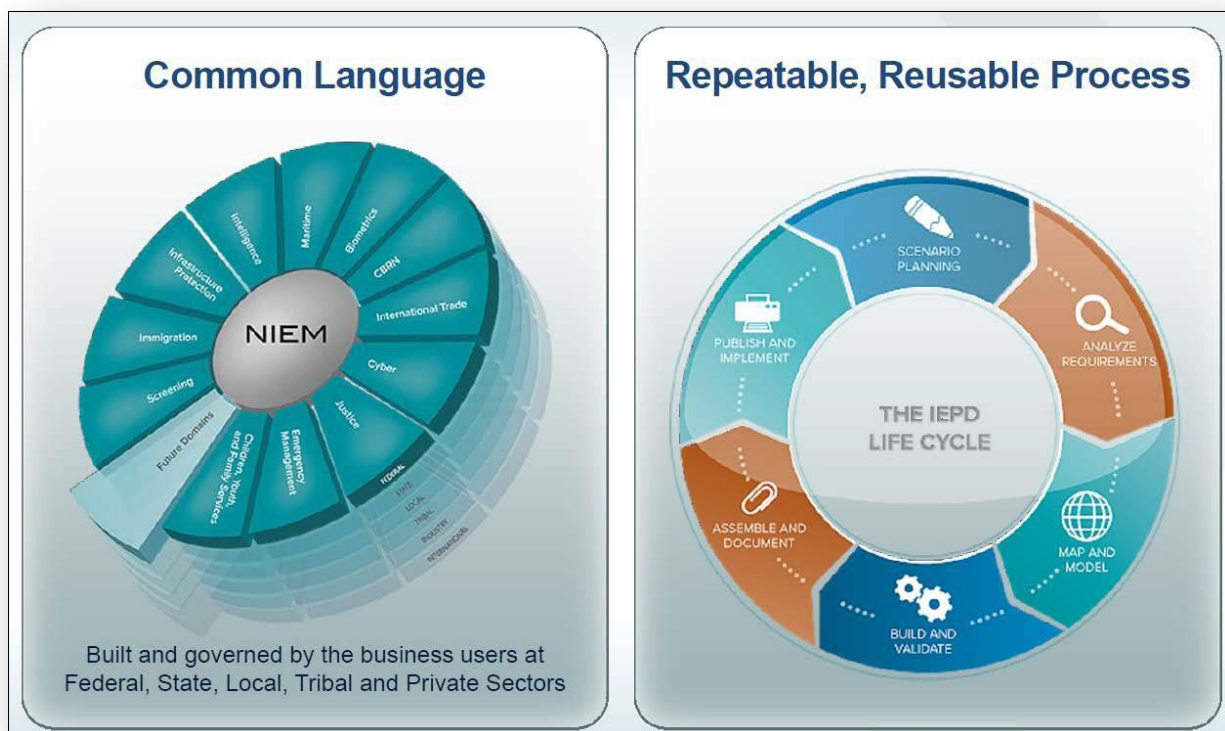 Common Language
NIEM
Intelligence
Maritime
Biometrics
CBRN
International Trade
Cyber
Justice
Emergency
Management
Children, Youth,
and Family Services
Future Domains
Screening
Immigration
Infrastructure
Protection
FEDERAL
STATE
LOCAL
TRIBAL
INDUSTRY
INTERNATIONAL
Built and governed by the business users at
Federal, State, Local, Tribal and Private Sectors
Repeatable, Reusable Process
SCENARIO
PLANNING
ANALYZE
REQUIREMENTS
MAP AND
MODEL
BUILD AND
VALIDATE
ASSEMBLE AND
DOCUMENT
PUBLISH AND
IMPLEMENT
THE IEPD
LIFE CYCLE